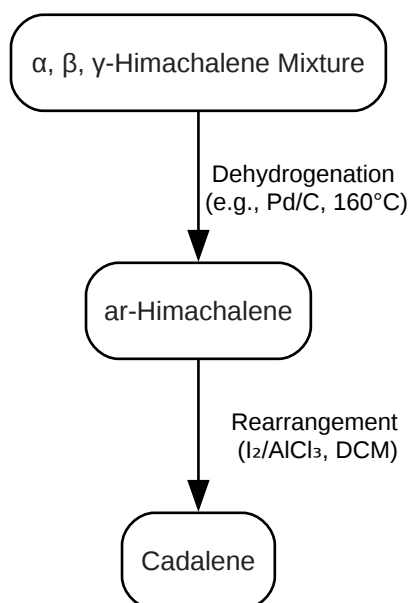 α, β, γ-Himachalene Mixture
Dehydrogenation
(e.g., Pd/C, 160°C)
ar-Himachalene
Rearrangement
(I₂/AlCl₃, DCM)
Cadalene